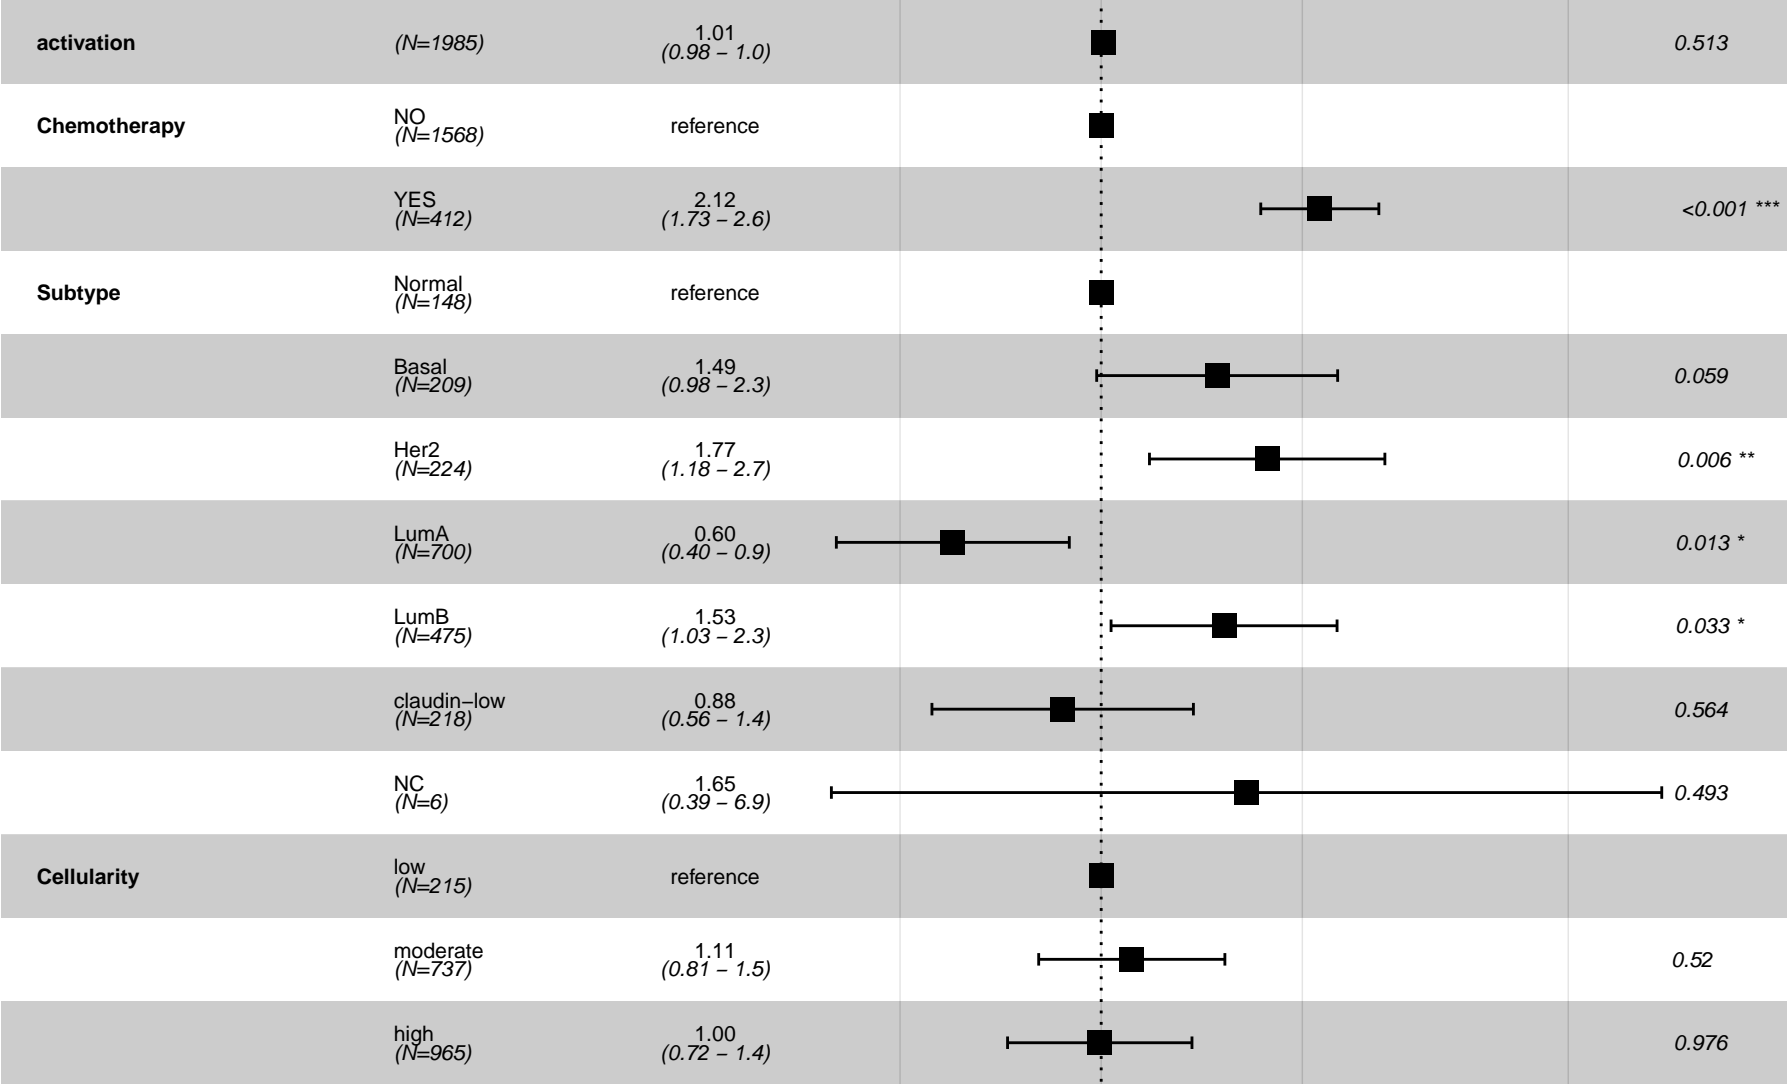 activation (N=1985) 1.01 0.513
(0.98 – 1.0)
Chemotherapy NO reference
(N=1568)
YES 2.12 <0.001 ***
(N=412) (1.73 – 2.6)
Subtype Normal reference
(N=148)
Basal 1.49 0.059
(N=209) (0.98 – 2.3)
Her2 1.77 0.006 **
(N=224) (1.18 – 2.7)
LumA 0.60 0.013 *
(N=700) (0.40 – 0.9)
LumB 1.53 0.033 *
(N=475) (1.03 – 2.3)
claudin−low 0.88 0.564
(N=218) (0.56 – 1.4)
NC 1.65 0.493
(N=6) (0.39 – 6.9)
Cellularity low reference
(N=215)
moderate 1.11 0.52
(N=737) (0.81 – 1.5)
high 1.00 0.976
(N=965) (0.72 – 1.4)